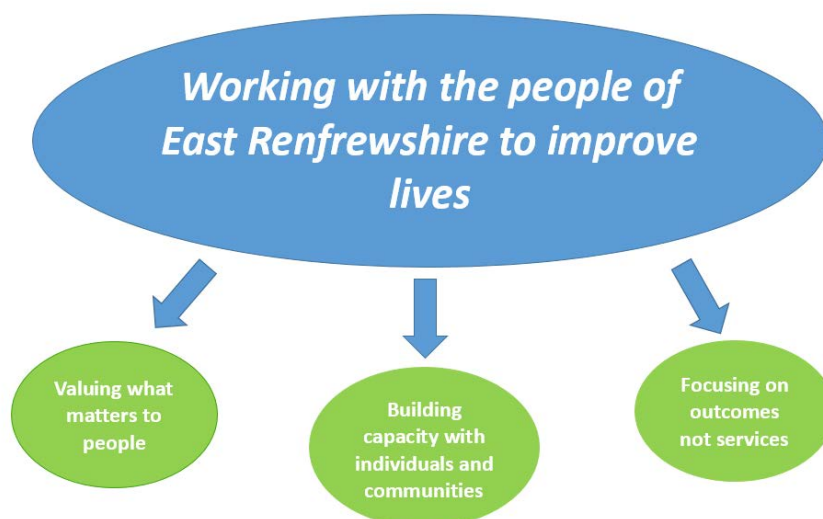 Working with the people of
East Renfrewshire to improve
lives
Valuing what
matters to
people
Building
capacity with
individuals and
communities
Focusing on
outcomes
not services